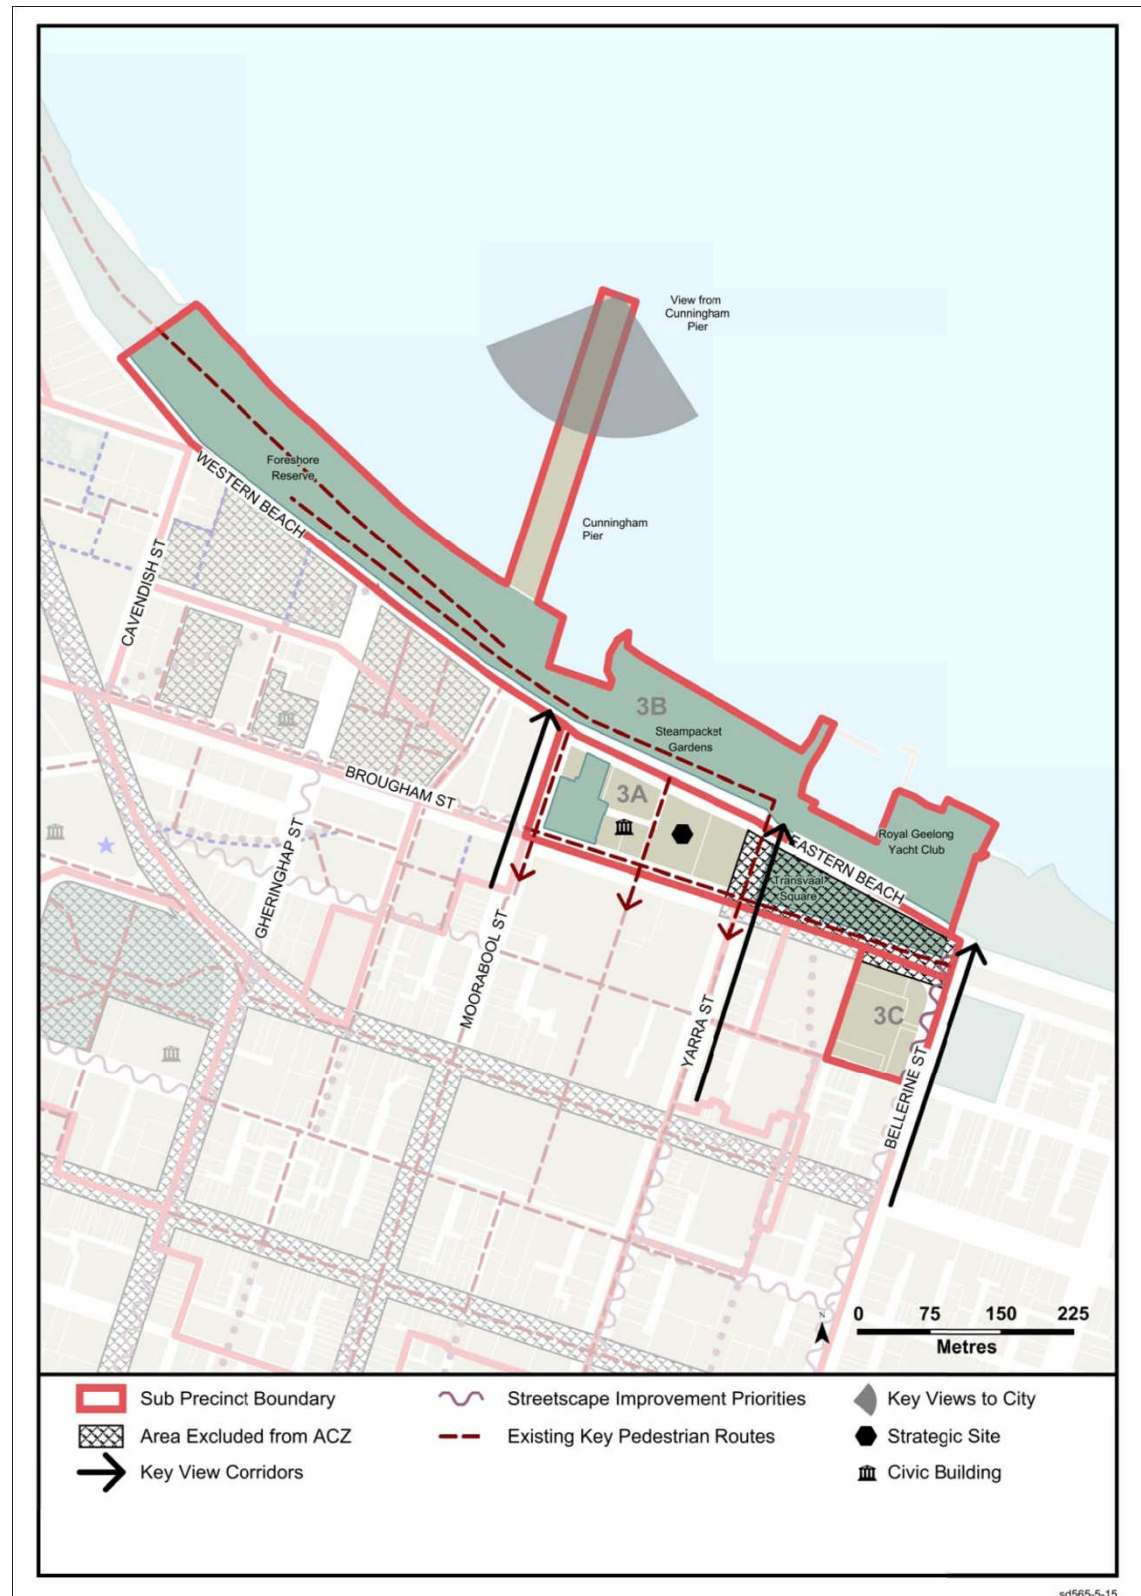 View from
Cunningham
Pier
Foreshore
Reserve
WESTERN BEACH
Cunningham
Pier
CAVENDISH ST
3B
Steampacket
Gardens
BROUGHAM ST
3A
GHERINGHAP ST
Royal Geelong
Yacht Club
EASTERN BEACH
Transvaal
Square
MOORABOOL ST
YARRA ST
3C
BELLERINE ST
N
0 75 150 225
Metres
Sub Precinct Boundary
Streetscape Improvement Priorities
Key Views to City
Area Excluded from ACZ
Existing Key Pedestrian Routes
Strategic Site
Key View Corridors
Civic Building
sd565-5-15